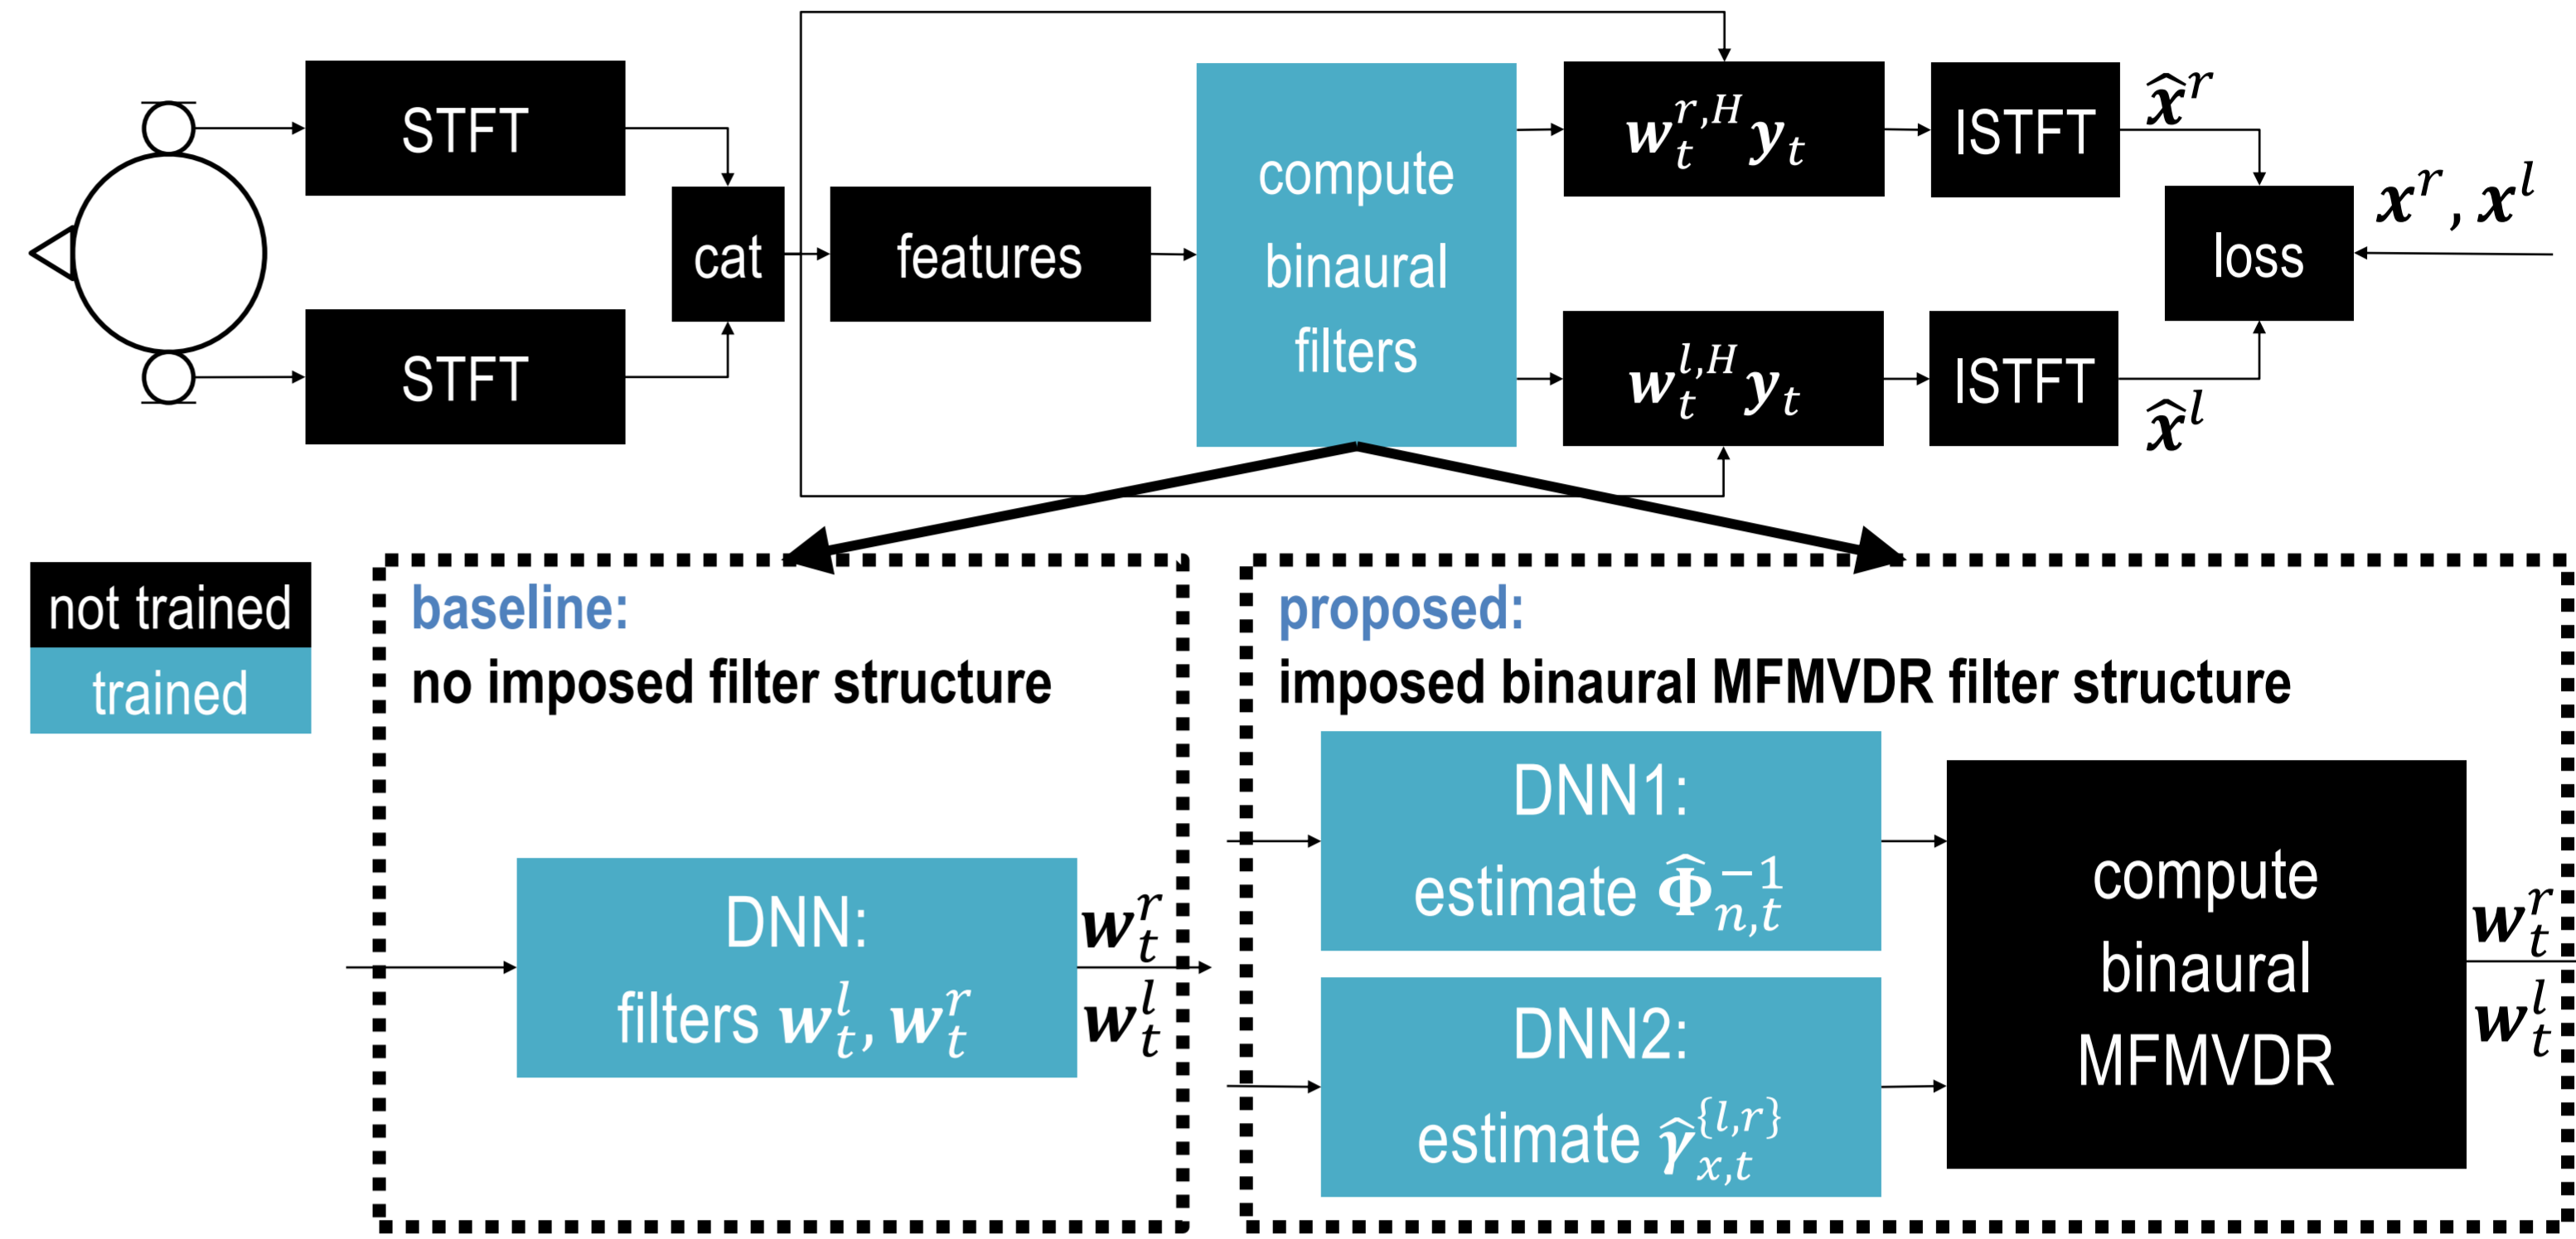 STFT
STFT
cat
features
compute
binaural
filters
𝒘_t^{r,H} 𝒚_t
𝒘_t^{l,H} 𝒚_t
ISTFT
ISTFT
𝒙̂^r
𝒙̂^l
loss
𝒙^r, 𝒙^l
not trained
trained
baseline:
no imposed filter structure
DNN:
filters 𝒘_t^l, 𝒘_t^r
𝒘_t^r
𝒘_t^l
proposed:
imposed binaural MFMVDR filter structure
DNN1:
estimate 𝚽̂_{n,t}^{−1}
DNN2:
estimate 𝜸̂_{x,t}^{{l,r}}
compute
binaural
MFMVDR
𝒘_t^r
𝒘_t^l